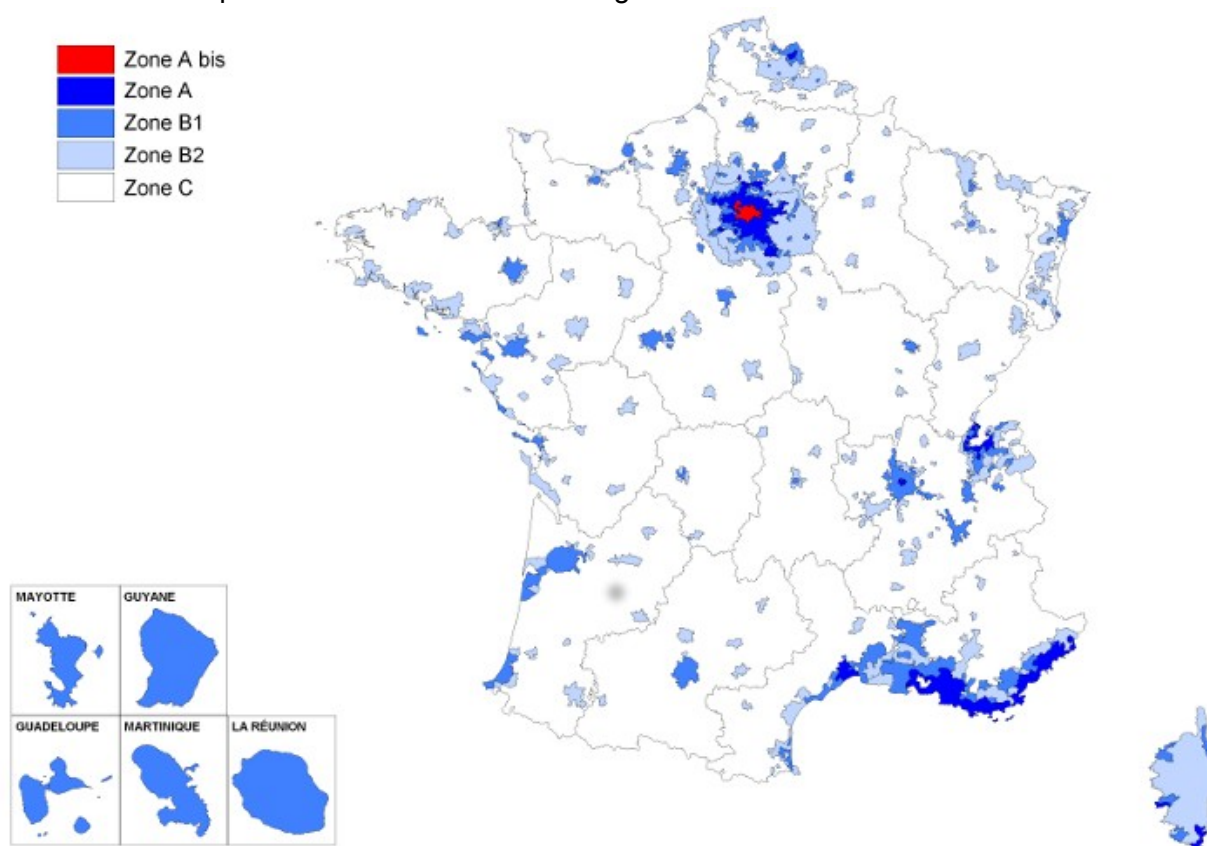 Zone A bis
Zone A
Zone B1
Zone B2
Zone C
MAYOTTE
GUYANE
GUADELOUPE
MARTINIQUE
LA RÉUNION